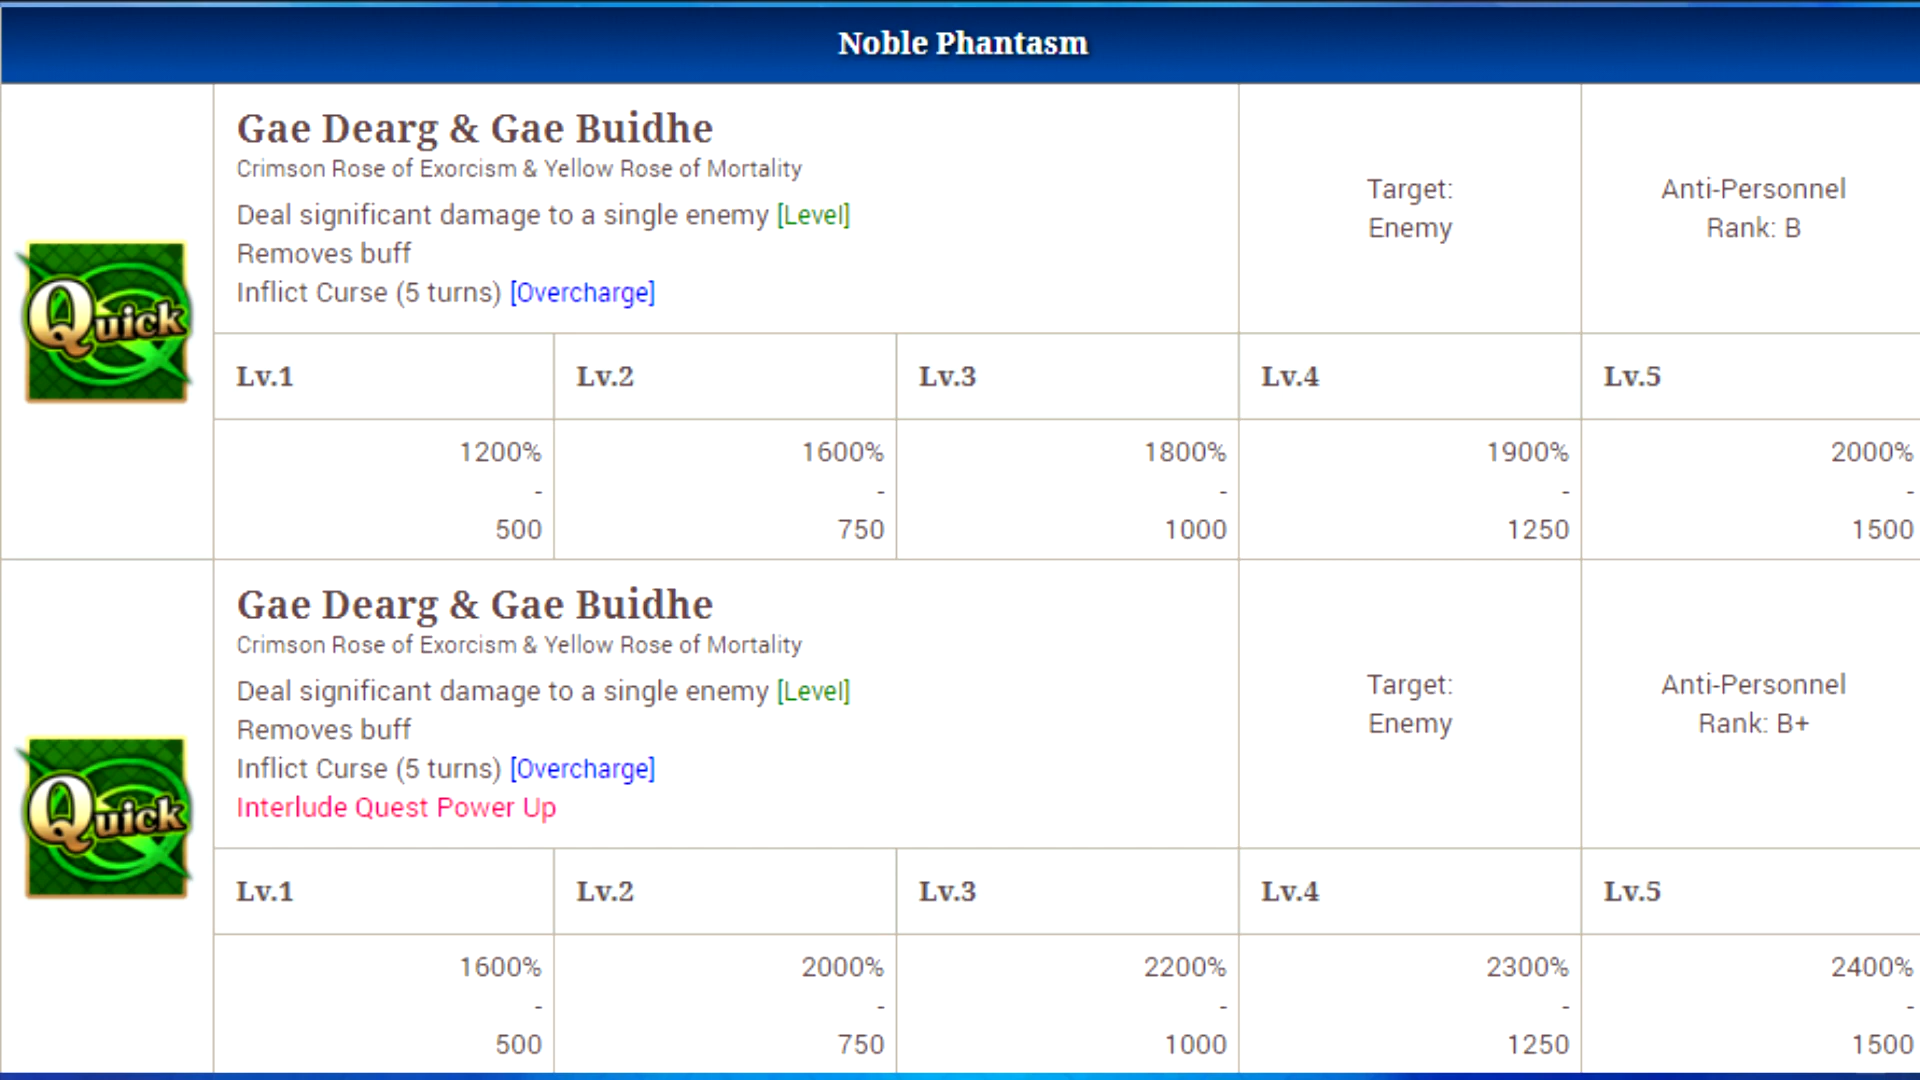 Noble Phantasm
Quick
Gae Dearg & Gae Buidhe
Crimson Rose of Exorcism & Yellow Rose of Mortality
Deal significant damage to a single enemy [Level]
Removes buff
Inflict Curse (5 turns) [Overcharge]
Target:
Enemy
Anti-Personnel
Rank: B
Lv.1 Lv.2 Lv.3 Lv.4 Lv.5
1200% 1600% 1800% 1900% 2000%
- - - - -
500 750 1000 1250 1500
Quick
Gae Dearg & Gae Buidhe
Crimson Rose of Exorcism & Yellow Rose of Mortality
Deal significant damage to a single enemy [Level]
Removes buff
Inflict Curse (5 turns) [Overcharge]
Interlude Quest Power Up
Target:
Enemy
Anti-Personnel
Rank: B+
Lv.1 Lv.2 Lv.3 Lv.4 Lv.5
1600% 2000% 2200% 2300% 2400%
- - - - -
500 750 1000 1250 1500